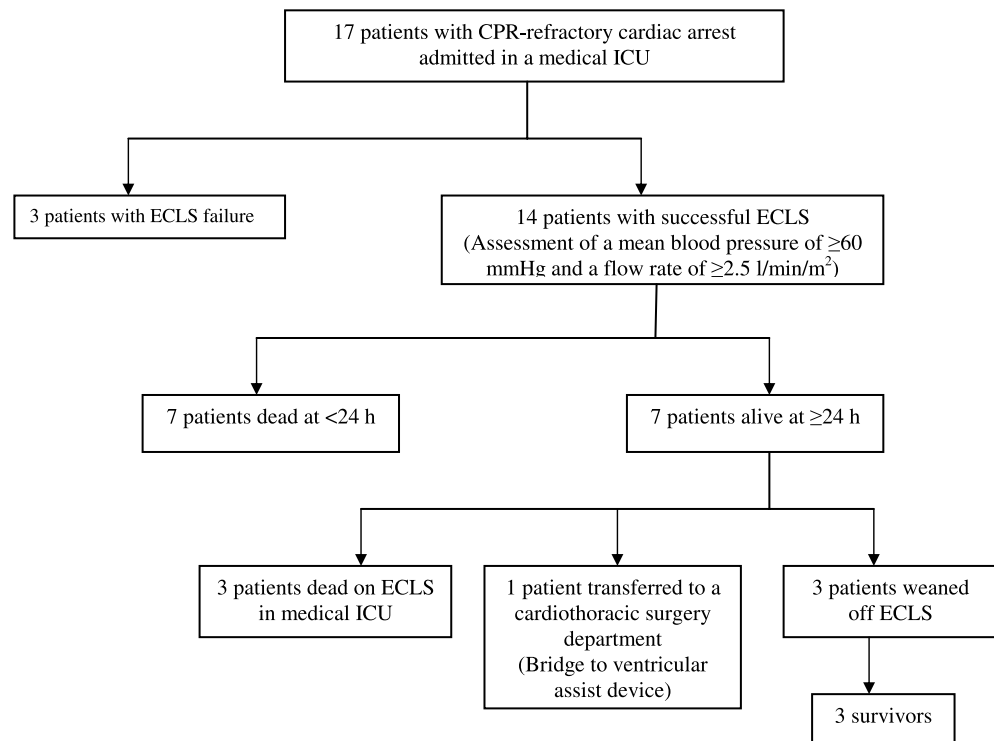 17 patients with CPR-refractory cardiac arrest
admitted in a medical ICU
3 patients with ECLS failure
14 patients with successful ECLS
(Assessment of a mean blood pressure of ≥60
mmHg and a flow rate of ≥2.5 l/min/m²)
7 patients dead at <24 h
7 patients alive at ≥24 h
3 patients dead on ECLS
in medical ICU
1 patient transferred to a
cardiothoracic surgery
department
(Bridge to ventricular
assist device)
3 patients weaned
off ECLS
3 survivors